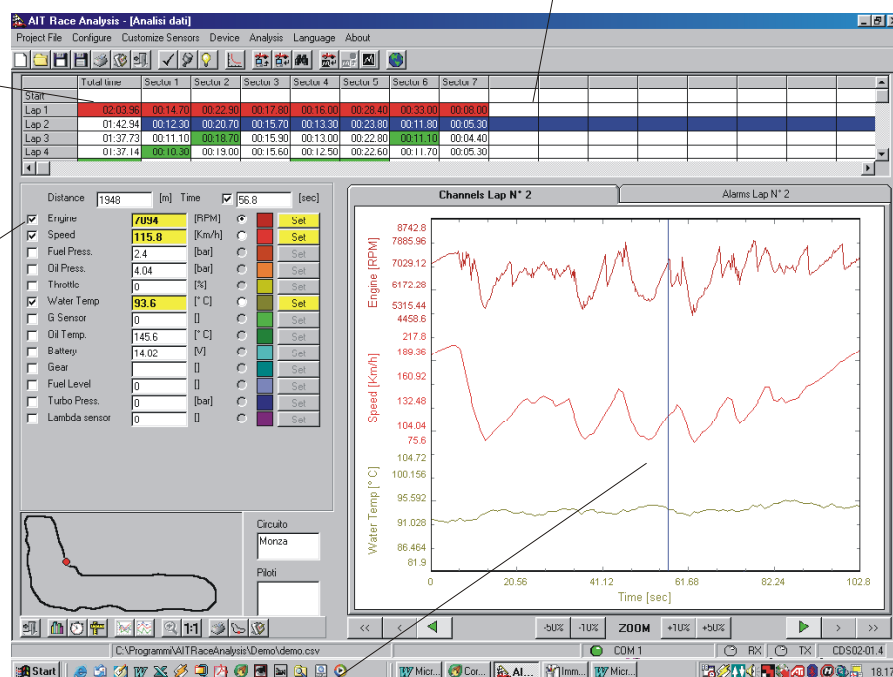 AIT Race Analysis - [Analisi dati]
Project File Configure Customize Sensors Device Analysis Language About
Total time Sector 1 Sector 2 Sector 3 Sector 4 Sector 5 Sector 6 Sector 7
Start
Lap 1 02:03.96 00:14.70 00:22.90 00:17.80 00:16.00 00:28.40 00:33.00 00:08.00
Lap 2 01:42.94 00:12.30 00:20.70 00:15.70 00:13.30 00:23.80 00:11.80 00:05.30
Lap 3 01:37.73 00:11.10 00:18.70 00:15.90 00:13.00 00:22.80 00:11.10 00:04.40
Lap 4 01:37.14 00:10.30 00:19.00 00:15.60 00:12.50 00:22.60 00:11.70 00:05.30
Distance 1948 [m] Time 56.8 [sec]
Engine 7094 [RPM] Set
Speed 115.8 [Km/h] Set
Fuel Press. 2.4 [bar] Set
Oil Press. 4.04 [bar] Set
Throttle 0 [%] Set
Water Temp 93.6 [° C] Set
G Sensor 0 [] Set
Oil Temp. 145.6 [° C] Set
Battery 14.02 [V] Set
Gear [] Set
Fuel Level 0 [] Set
Turbo Press. 0 [bar] Set
Lambda sensor 0 [] Set
Circuito
Monza
Piloti
1:1
Channels Lap N° 2 Alarms Lap N° 2
Engine [RPM]
8742.8
7885.96
7029.12
6172.28
5315.44
4458.6
Speed [Km/h]
217.8
189.36
160.92
132.48
104.04
75.6
Water Temp [° C]
104.72
100.156
95.592
91.028
86.464
81.9
0 20.56 41.12 61.68 82.24 102.8
Time [sec]
<< < -50% -10% ZOOM +10% +50% > >>
C:\Programmi\AITRaceAnalysis\Demo\demo.csv COM 1 RX TX CDS02-01.4
Start Micr... Cor... AI... Imm... Micr... 18.17